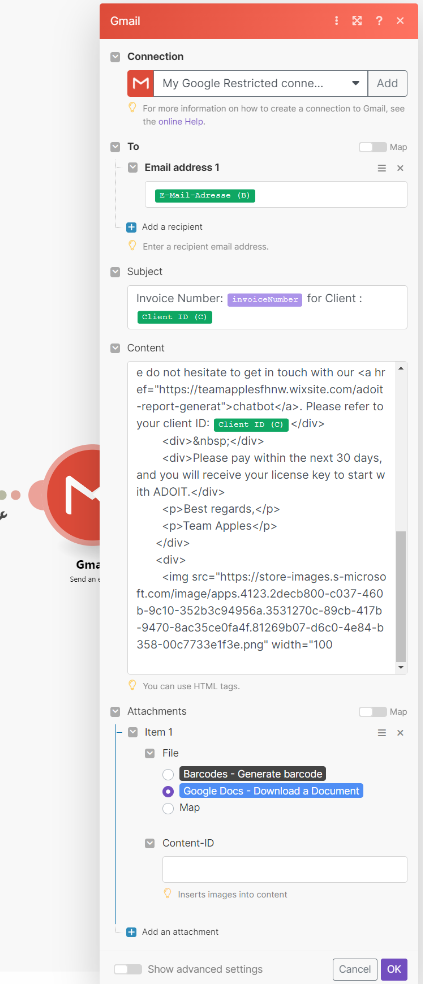 Gmail
Connection
My Google Restricted conne...
Add
For more information on how to create a connection to Gmail, see
the online Help.
To
Map
Email address 1
E-Mail-Adresse (B)
Add a recipient
Enter a recipient email address.
Subject
Invoice Number: invoiceNumber for Client :
Client ID (C)
Content
e do not hesitate to get in touch with our <a hr
ef="https://teamapplesfhnw.wixsite.com/adoit
-report-generat">chatbot</a>. Please refer to
your client ID: Client ID (C) </div>
<div>&nbsp;</div>
<div>Please pay within the next 30 days,
and you will receive your license key to start w
ith ADOIT.</div>
<p>Best regards,</p>
<p>Team Apples</p>
</div>
<div>
<img src="https://store-images.s-microso
ft.com/image/apps.4123.2decb800-c037-460
b-9c10-352b3c94956a.3531270c-89cb-417b
-9470-8ac35ce0fa4f.81269b07-d6c0-4e84-b
358-00c7733e1f3e.png" width="100
Gma
Send an e
You can use HTML tags.
Attachments
Map
Item 1
File
Barcodes - Generate barcode
Google Docs - Download a Document
Map
Content-ID
Inserts images into content
Add an attachment
Show advanced settings
Cancel
OK